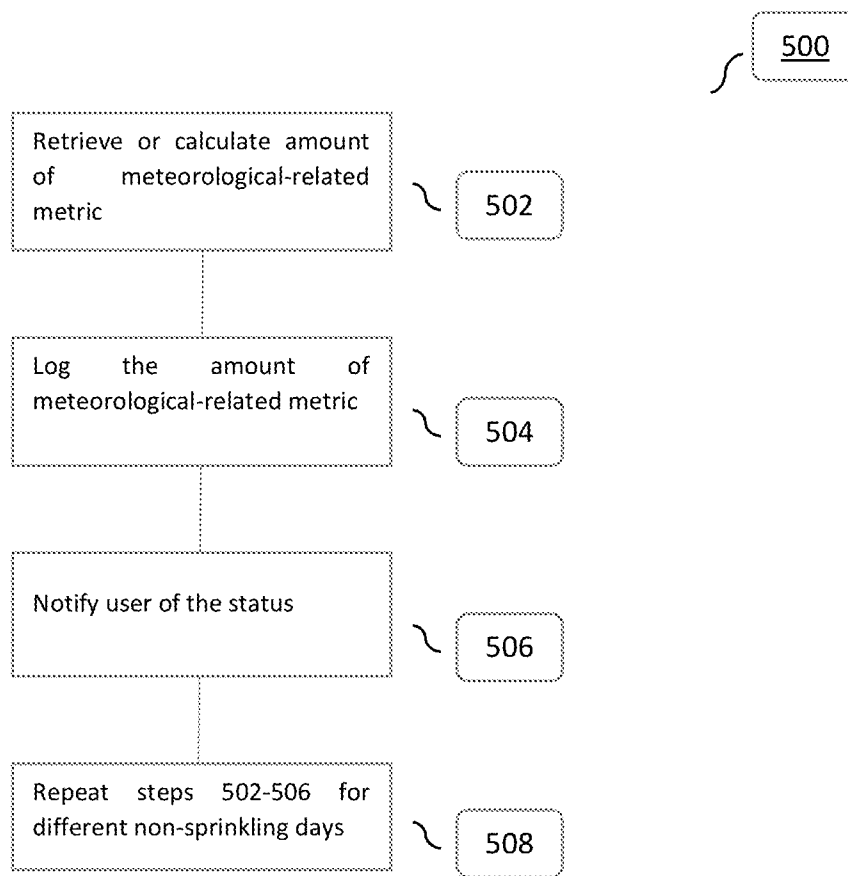 500
Retrieve or calculate amount
of meteorological-related
metric
502
Log the amount of
meteorological-related metric
504
Notify user of the status
506
Repeat steps 502-506 for
different non-sprinkling days
508